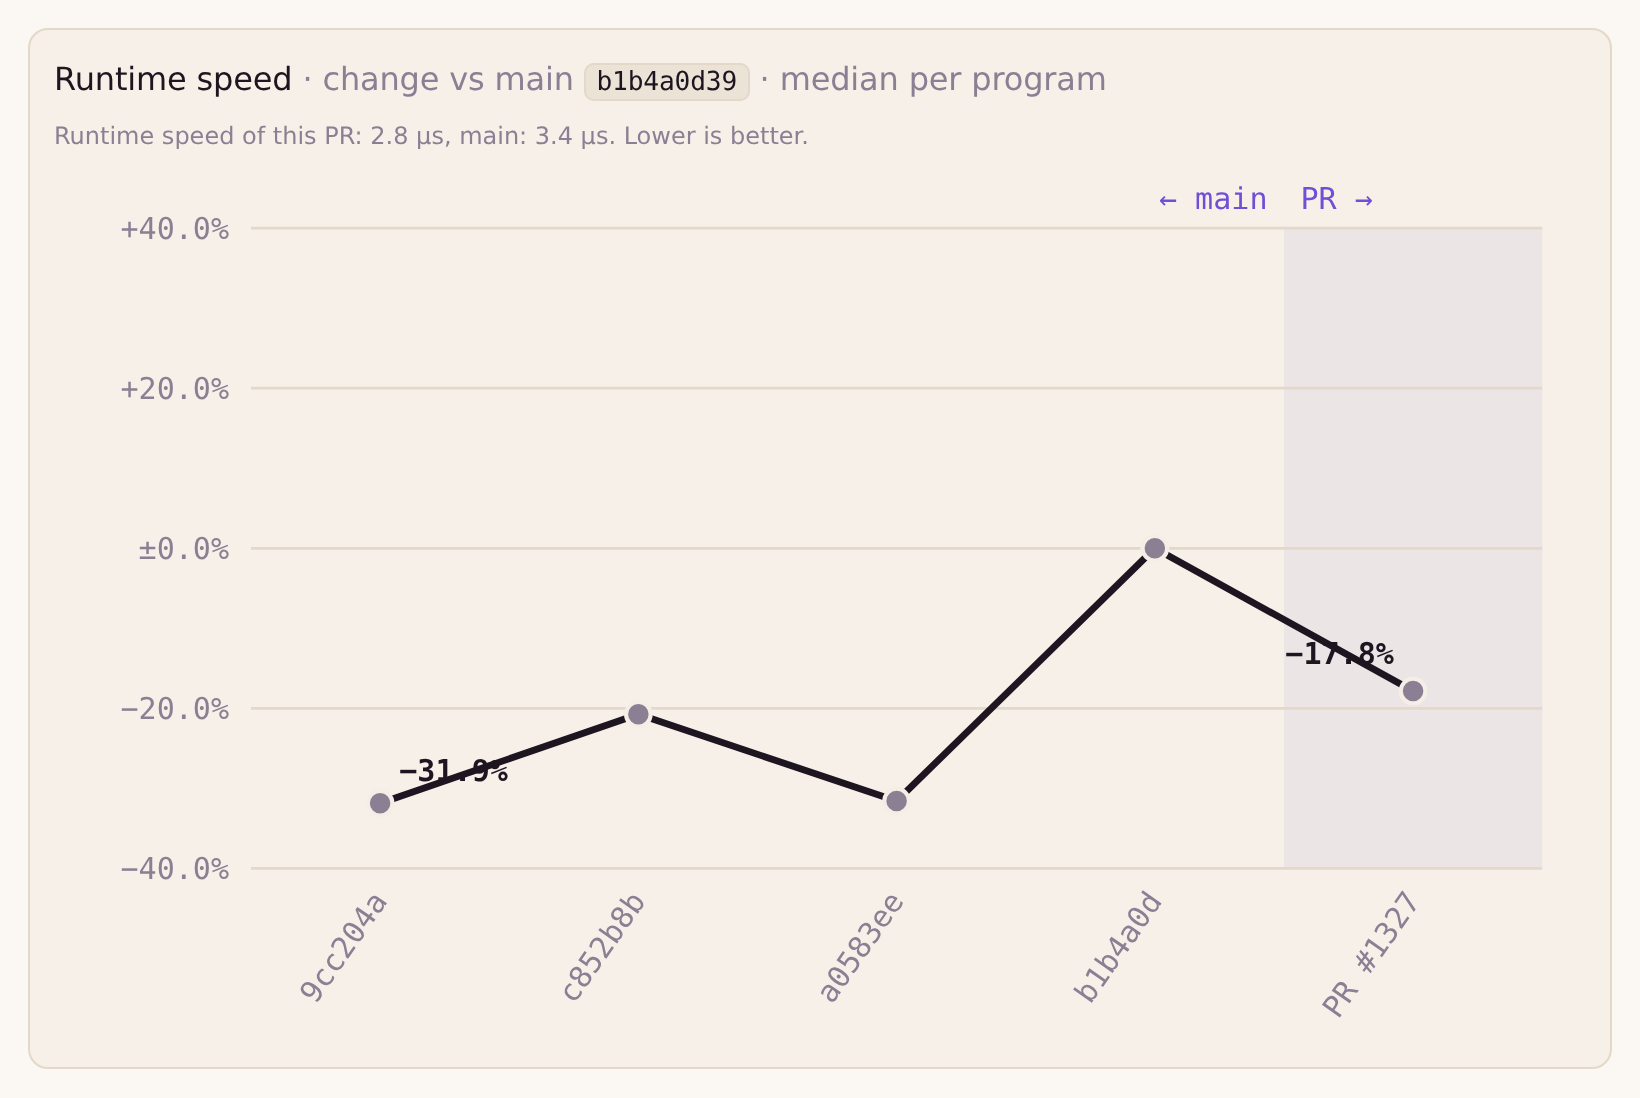 Runtime speed · change vs main b1b4a0d39 · median per program
Runtime speed of this PR: 2.8 µs, main: 3.4 µs. Lower is better.
← main PR →
+40.0%
+20.0%
±0.0%
−17.8%
−20.0%
−31.9%
−40.0%
9cc204a
c852b8b
a0583ee
b1b4a0d
PR #1327